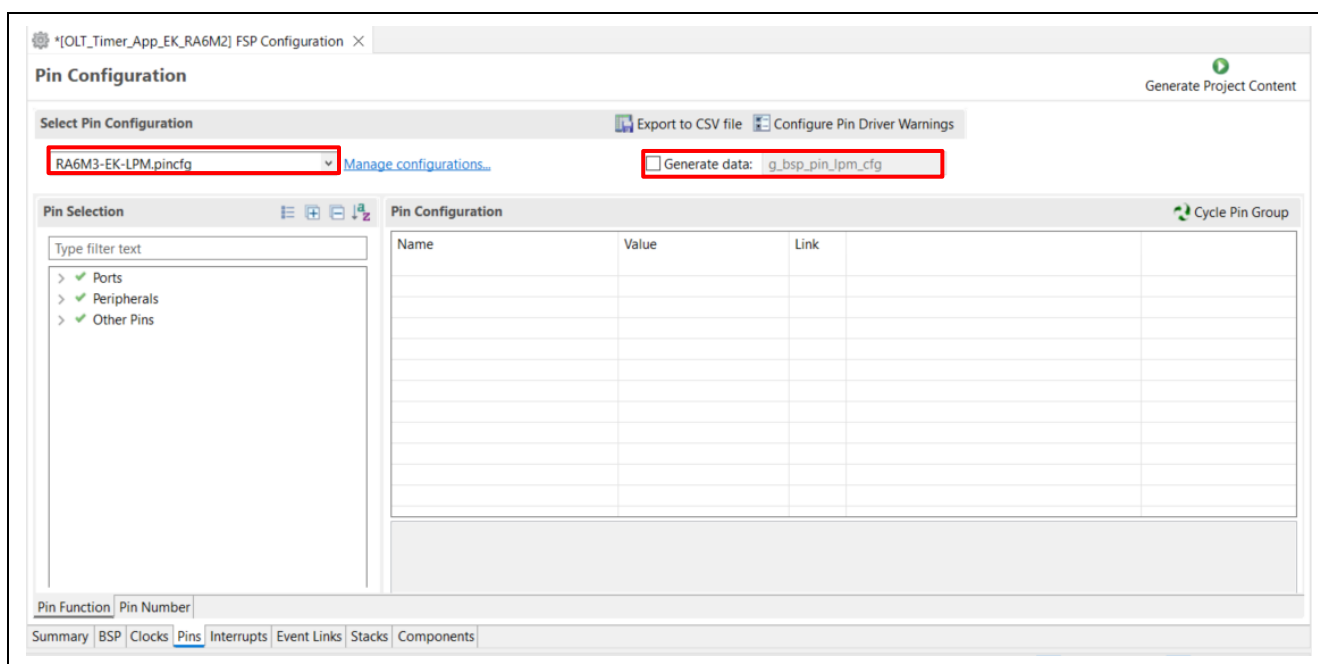 *[OLT_Timer_App_EK_RA6M2] FSP Configuration
Pin Configuration
Generate Project Content
Select Pin Configuration
Export to CSV file Configure Pin Driver Warnings
RA6M3-EK-LPM.pincfg Manage configurations... Generate data: g_bsp_pin_lpm_cfg
Pin Selection
Pin Configuration Cycle Pin Group
Type filter text
Name Value Link
Ports
Peripherals
Other Pins
Pin Function Pin Number
Summary BSP Clocks Pins Interrupts Event Links Stacks Components